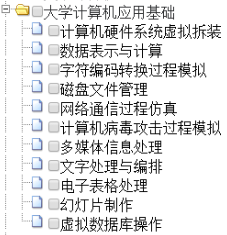 大学计算机应用基础
计算机硬件系统虚拟拆装
数据表示与计算
字符编码转换过程模拟
磁盘文件管理
网络通信过程仿真
计算机病毒攻击过程模拟
多媒体信息处理
文字处理与编排
电子表格处理
幻灯片制作
虚拟数据库操作